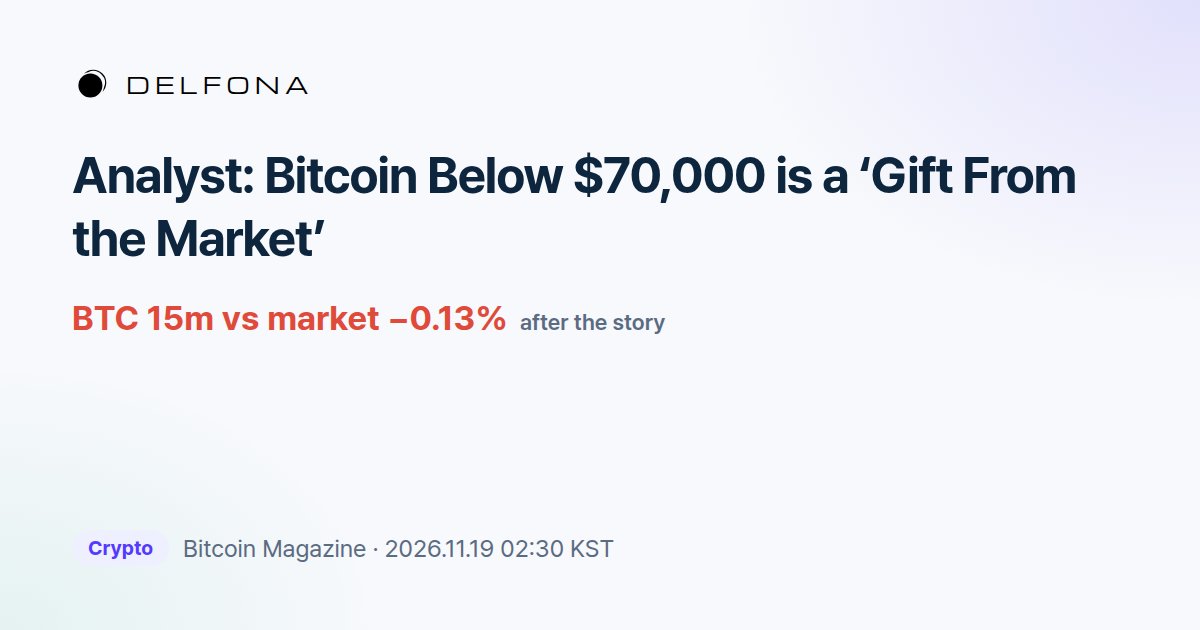 DELFONA
Analyst: Bitcoin Below $70,000 is a ‘Gift From
the Market’
BTC 15m vs market −0.13% after the story
Crypto Bitcoin Magazine · 2026.11.19 02:30 KST